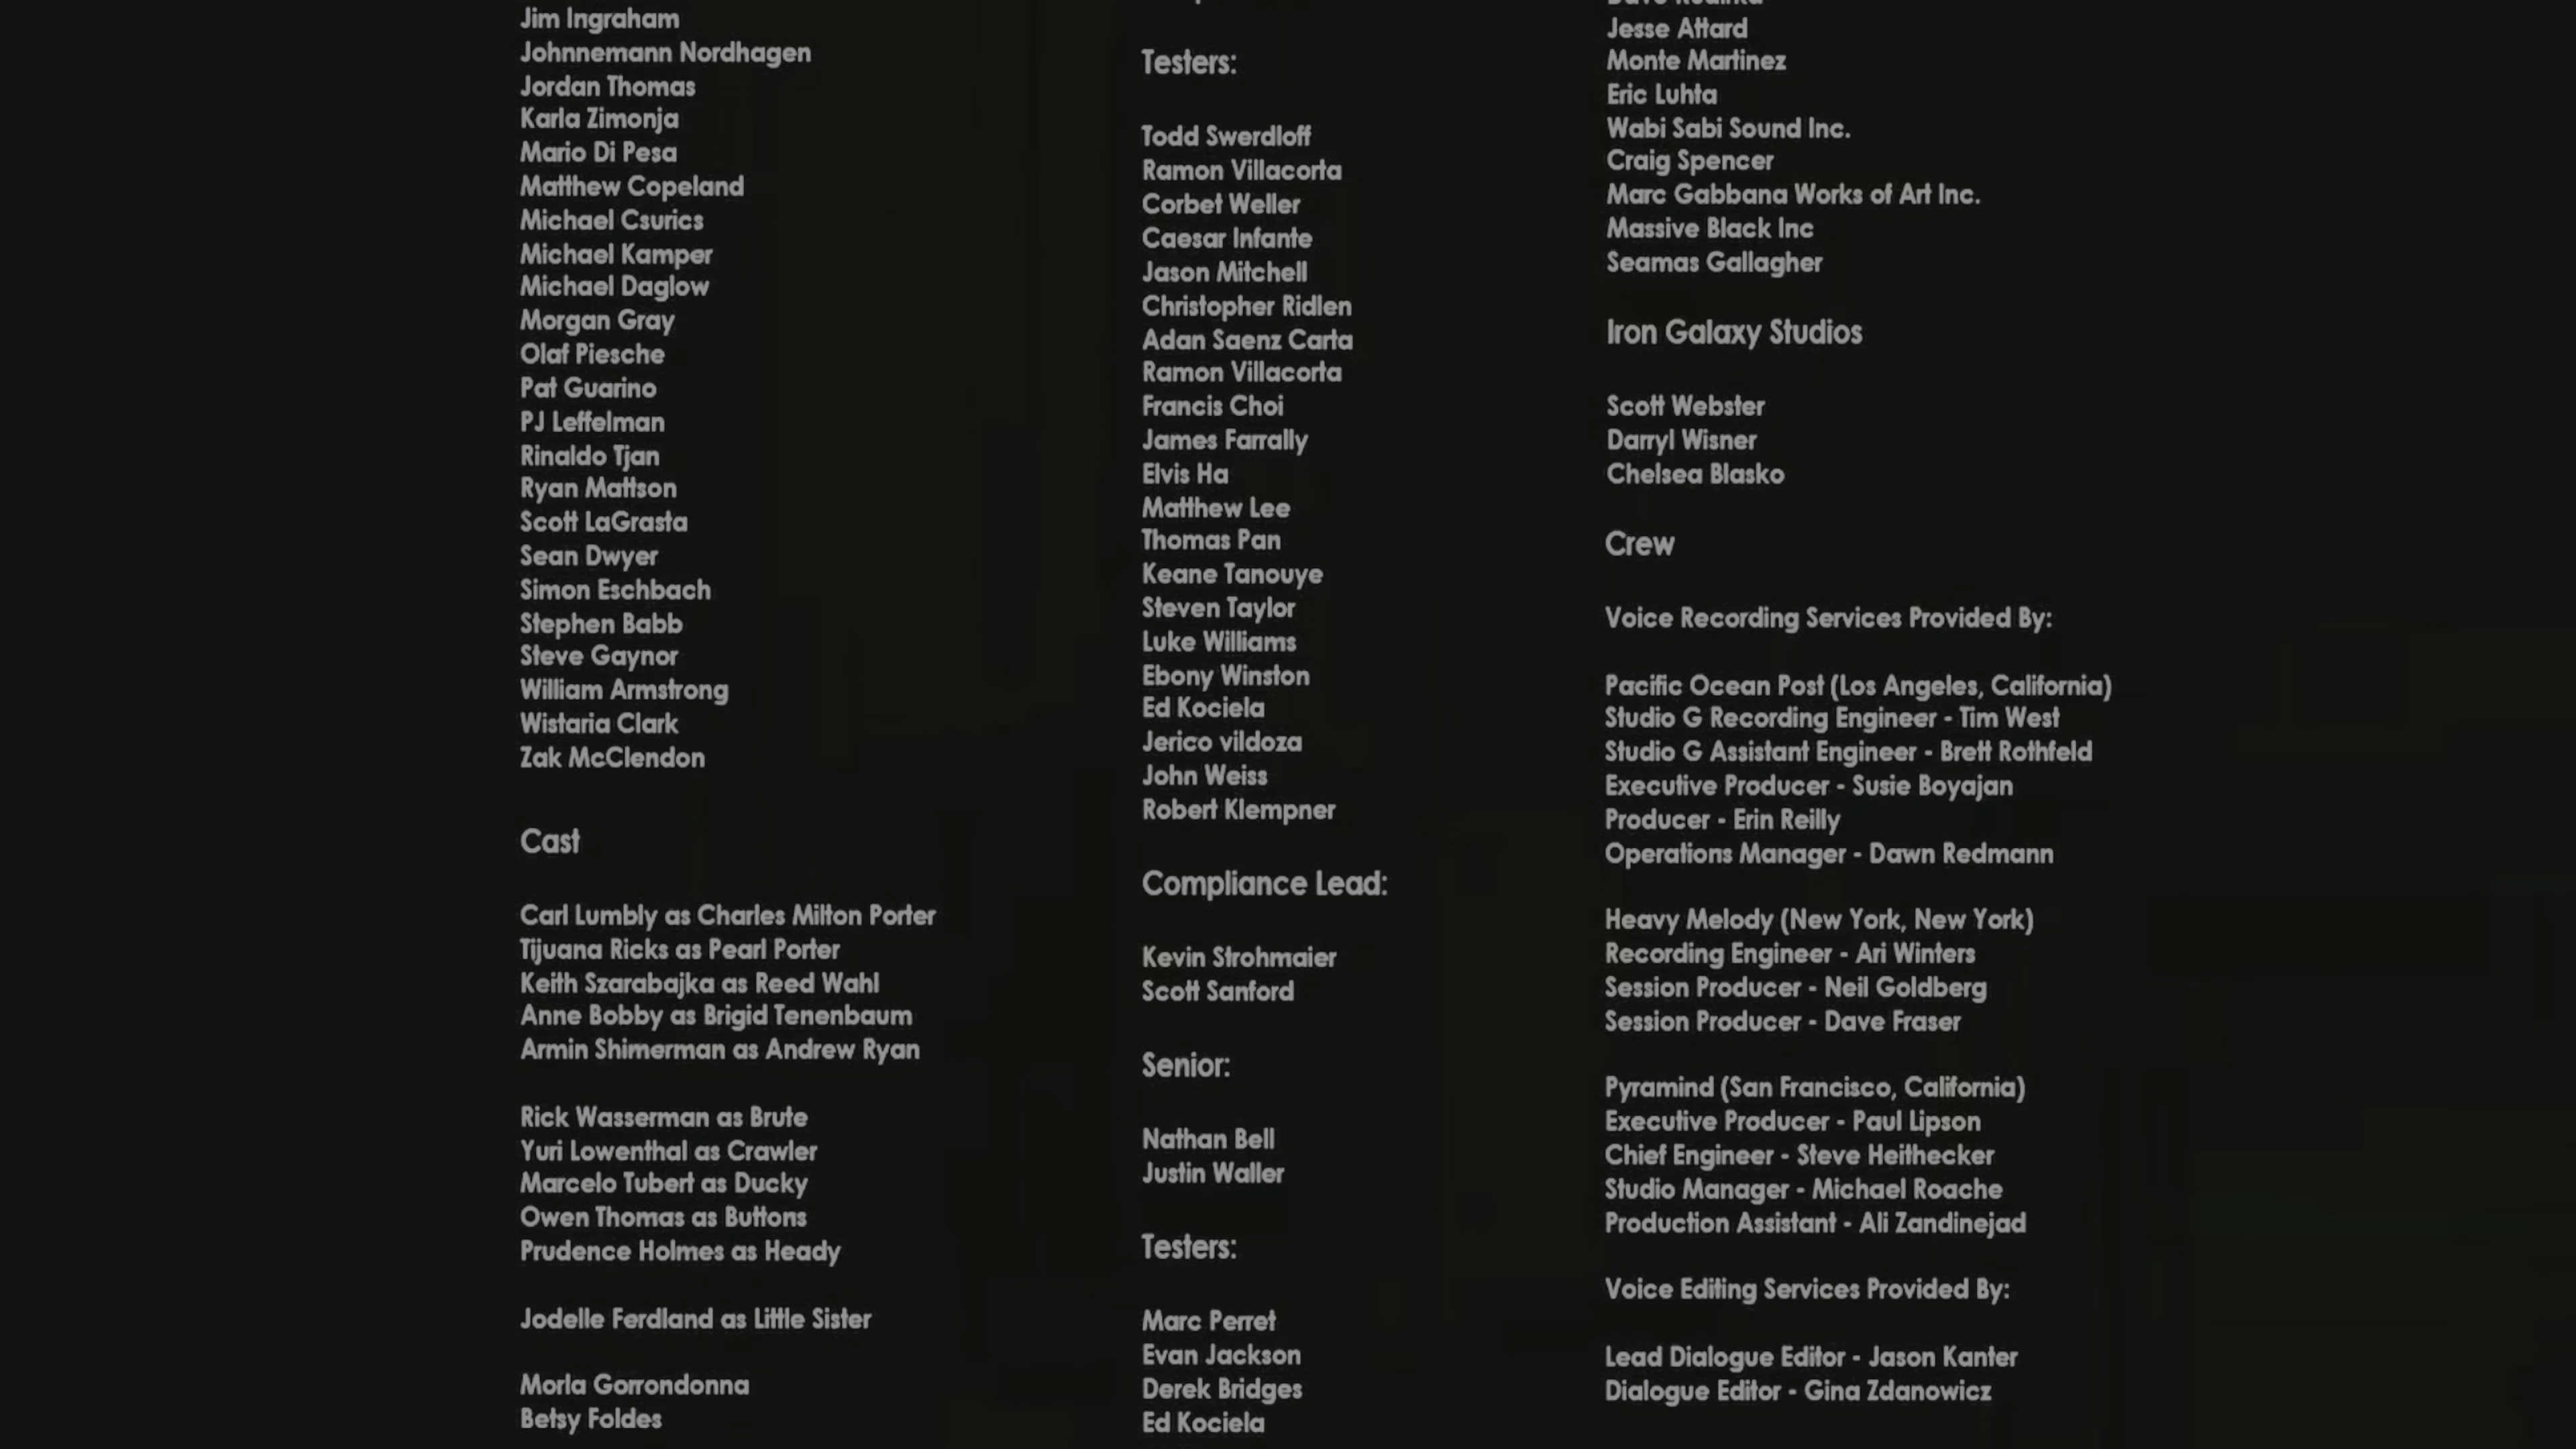 Jim Ingraham
Johnnemann Nordhagen
Jordan Thomas
Karla Zimonja
Mario Di Pesa
Matthew Copeland
Michael Csurics
Michael Kamper
Michael Daglow
Morgan Gray
Olaf Piesche
Pat Guarino
PJ Leffelman
Rinaldo Tjan
Ryan Mattson
Scott LaGrasta
Sean Dwyer
Simon Eschbach
Stephen Babb
Steve Gaynor
William Armstrong
Wistaria Clark
Zak McClendon
Cast
Carl Lumbly as Charles Milton Porter
Tijuana Ricks as Pearl Porter
Keith Szarabajka as Reed Wahl
Anne Bobby as Brigid Tenenbaum
Armin Shimerman as Andrew Ryan
Rick Wasserman as Brute
Yuri Lowenthal as Crawler
Marcelo Tubert as Ducky
Owen Thomas as Buttons
Prudence Holmes as Heady
Jodelle Ferdland as Little Sister
Morla Gorrondonna
Betsy Foldes
Testers:
Todd Swerdloff
Ramon Villacorta
Corbet Weller
Caesar Infante
Jason Mitchell
Christopher Ridlen
Adan Saenz Carta
Ramon Villacorta
Francis Choi
James Farrally
Elvis Ha
Matthew Lee
Thomas Pan
Keane Tanouye
Steven Taylor
Luke Williams
Ebony Winston
Ed Kociela
Jerico vildoza
John Weiss
Robert Klempner
Compliance Lead:
Kevin Strohmaier
Scott Sanford
Senior:
Nathan Bell
Justin Waller
Testers:
Marc Perret
Evan Jackson
Derek Bridges
Ed Kociela
Jesse Attard
Monte Martinez
Eric Luhta
Wabi Sabi Sound Inc.
Craig Spencer
Marc Gabbana Works of Art Inc.
Massive Black Inc
Seamas Gallagher
Iron Galaxy Studios
Scott Webster
Darryl Wisner
Chelsea Blasko
Crew
Voice Recording Services Provided By:
Pacific Ocean Post (Los Angeles, California)
Studio G Recording Engineer - Tim West
Studio G Assistant Engineer - Brett Rothfeld
Executive Producer - Susie Boyajan
Producer - Erin Reilly
Operations Manager - Dawn Redmann
Heavy Melody (New York, New York)
Recording Engineer - Ari Winters
Session Producer - Neil Goldberg
Session Producer - Dave Fraser
Pyramind (San Francisco, California)
Executive Producer - Paul Lipson
Chief Engineer - Steve Heithecker
Studio Manager - Michael Roache
Production Assistant - Ali Zandinejad
Voice Editing Services Provided By:
Lead Dialogue Editor - Jason Kanter
Dialogue Editor - Gina Zdanowicz